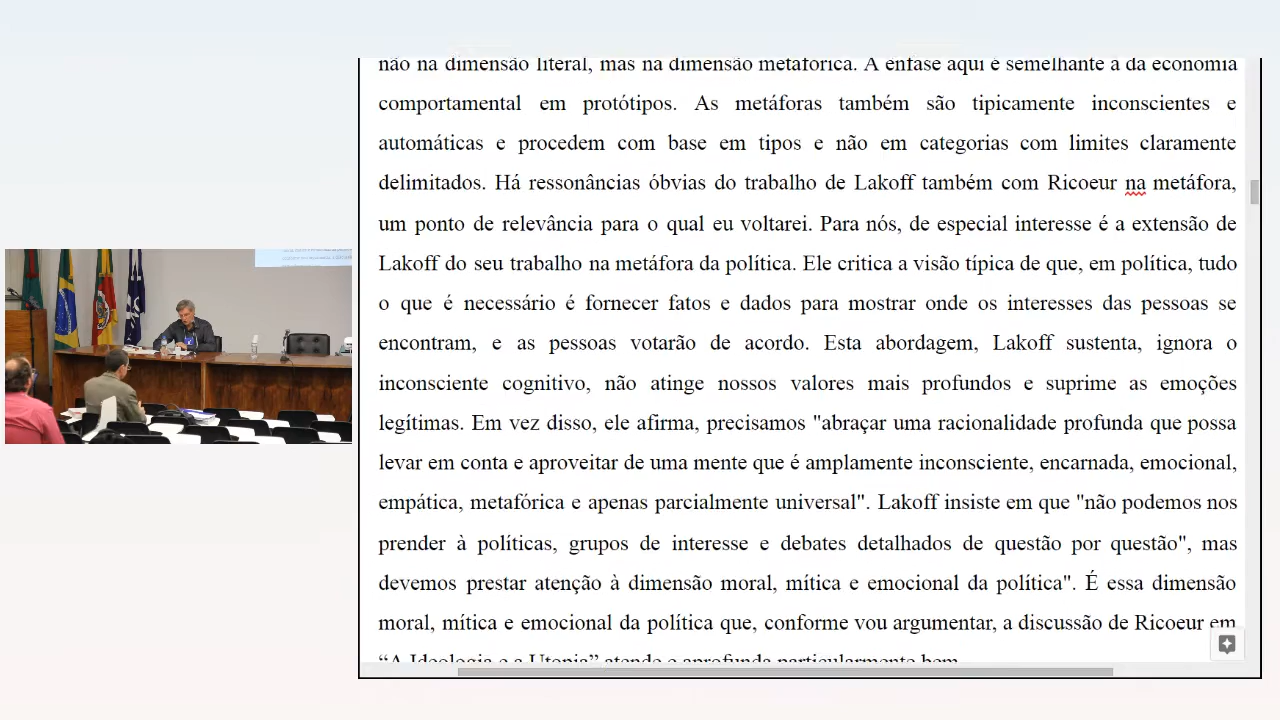 não na dimensão literal, mas na dimensão metafórica. A ênfase aqui é semelhante à da economia
comportamental em protótipos. As metáforas também são tipicamente inconscientes e
automáticas e procedem com base em tipos e não em categorias com limites claramente
delimitados. Há ressonâncias óbvias do trabalho de Lakoff também com Ricoeur na metáfora,
um ponto de relevância para o qual eu voltarei. Para nós, de especial interesse é a extensão de
Lakoff do seu trabalho na metáfora da política. Ele critica a visão típica de que, em política, tudo
o que é necessário é fornecer fatos e dados para mostrar onde os interesses das pessoas se
encontram, e as pessoas votarão de acordo. Esta abordagem, Lakoff sustenta, ignora o
inconsciente cognitivo, não atinge nossos valores mais profundos e suprime as emoções
legítimas. Em vez disso, ele afirma, precisamos "abraçar uma racionalidade profunda que possa
levar em conta e aproveitar de uma mente que é amplamente inconsciente, encarnada, emocional,
empática, metafórica e apenas parcialmente universal". Lakoff insiste em que "não podemos nos
prender à políticas, grupos de interesse e debates detalhados de questão por questão", mas
devemos prestar atenção à dimensão moral, mítica e emocional da política". É essa dimensão
moral, mítica e emocional da política que, conforme vou argumentar, a discussão de Ricoeur em
“A Ideologia e a Utopia” atende e aprofunda particularmente bem.